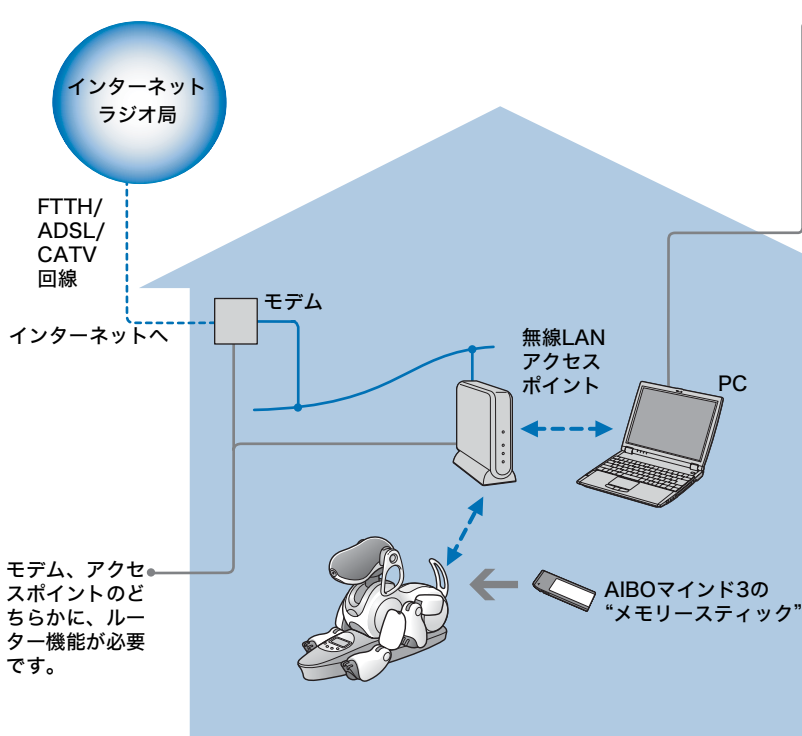 インターネット
ラジオ局
FTTH/
ADSL/
CATV
回線
モデム
インターネットへ
無線LAN
アクセス
ポイント
PC
モデム、アクセ
スポイントのど
ちらかに、ルー
ター機能が必要
です。
AIBOマインド3の
“メモリースティック”